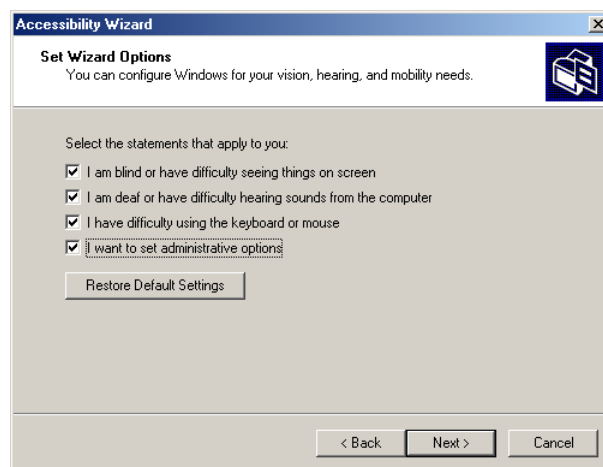 Accessibility Wizard
Set Wizard Options
You can configure Windows for your vision, hearing, and mobility needs.
Select the statements that apply to you:
I am blind or have difficulty seeing things on screen
I am deaf or have difficulty hearing sounds from the computer
I have difficulty using the keyboard or mouse
I want to set administrative options
Restore Default Settings
< Back Next > Cancel